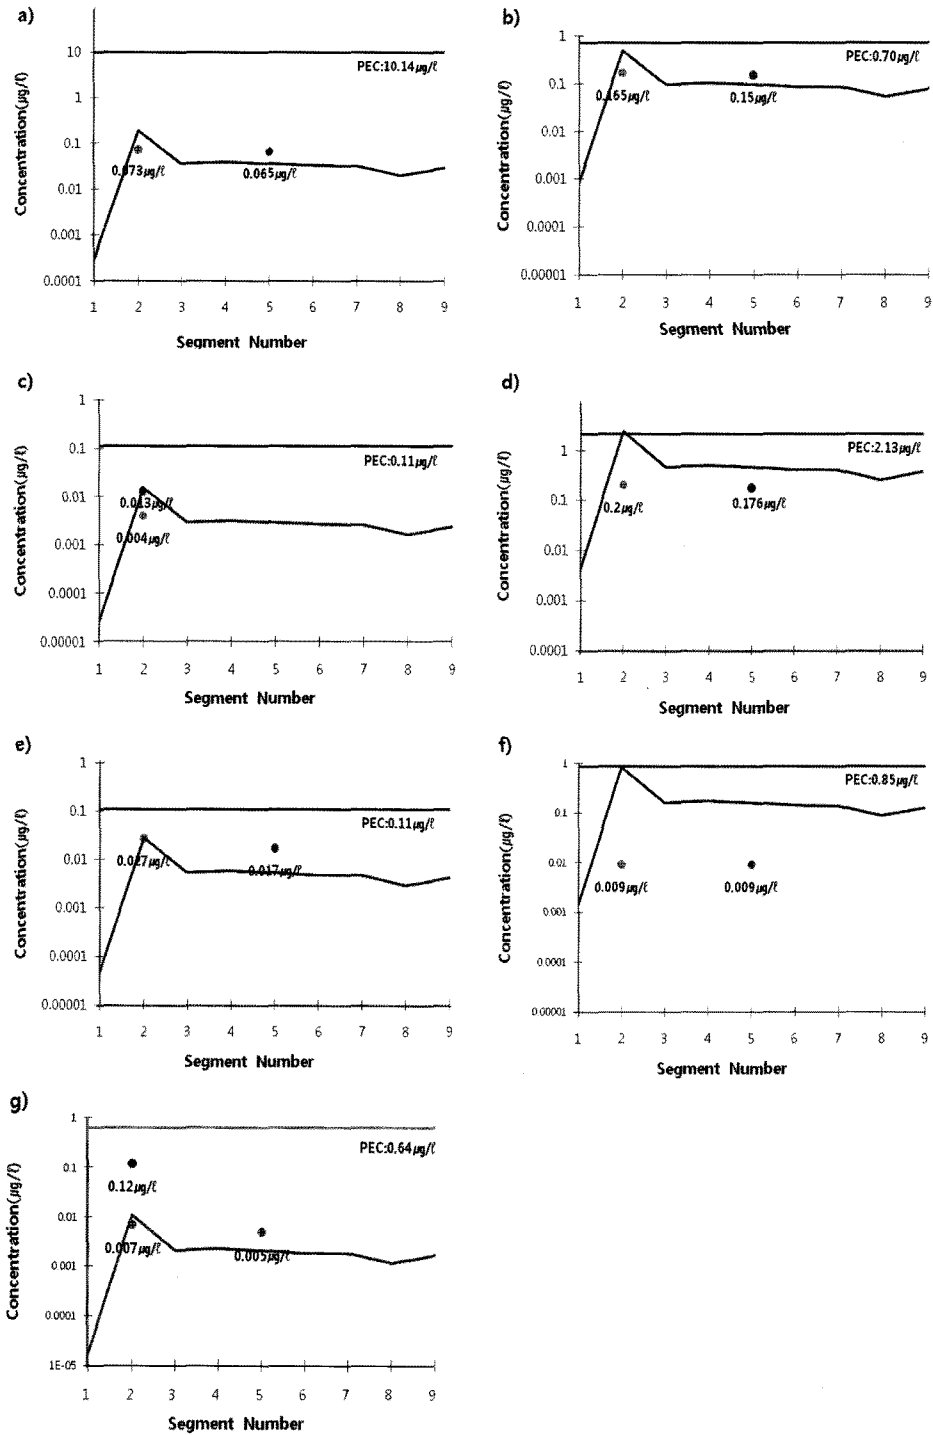 a)
Concentration(μg/ℓ)
10
1
0.1
0.01
0.001
0.0001
PEC:10.14μg/ℓ
0.073μg/ℓ
0.065μg/ℓ
1 2 3 4 5 6 7 8 9
Segment Number
b)
Concentration(μg/ℓ)
1
0.1
0.01
0.001
0.0001
0.00001
PEC:0.70μg/ℓ
0.165μg/ℓ
0.15μg/ℓ
1 2 3 4 5 6 7 8 9
Segment Number
c)
Concentration(μg/ℓ)
1
0.1
0.01
0.001
0.0001
0.00001
PEC:0.11μg/ℓ
0.013μg/ℓ
0.004μg/ℓ
1 2 3 4 5 6 7 8 9
Segment Number
d)
Concentration(μg/ℓ)
1
0.1
0.01
0.001
0.0001
PEC:2.13μg/ℓ
0.2μg/ℓ
0.176μg/ℓ
1 2 3 4 5 6 7 8 9
Segment Number
e)
Concentration(μg/ℓ)
1
0.1
0.01
0.001
0.0001
0.00001
PEC:0.11μg/ℓ
0.027μg/ℓ
0.017μg/ℓ
1 2 3 4 5 6 7 8 9
Segment Number
f)
Concentration(μg/ℓ)
1
0.1
0.01
0.001
0.0001
0.00001
PEC:0.85μg/ℓ
0.009μg/ℓ
0.009μg/ℓ
1 2 3 4 5 6 7 8 9
Segment Number
g)
Concentration(μg/ℓ)
1
0.1
0.01
0.001
0.0001
1E-05
PEC:0.64μg/ℓ
0.12μg/ℓ
0.007μg/ℓ
0.005μg/ℓ
1 2 3 4 5 6 7 8 9
Segment Number